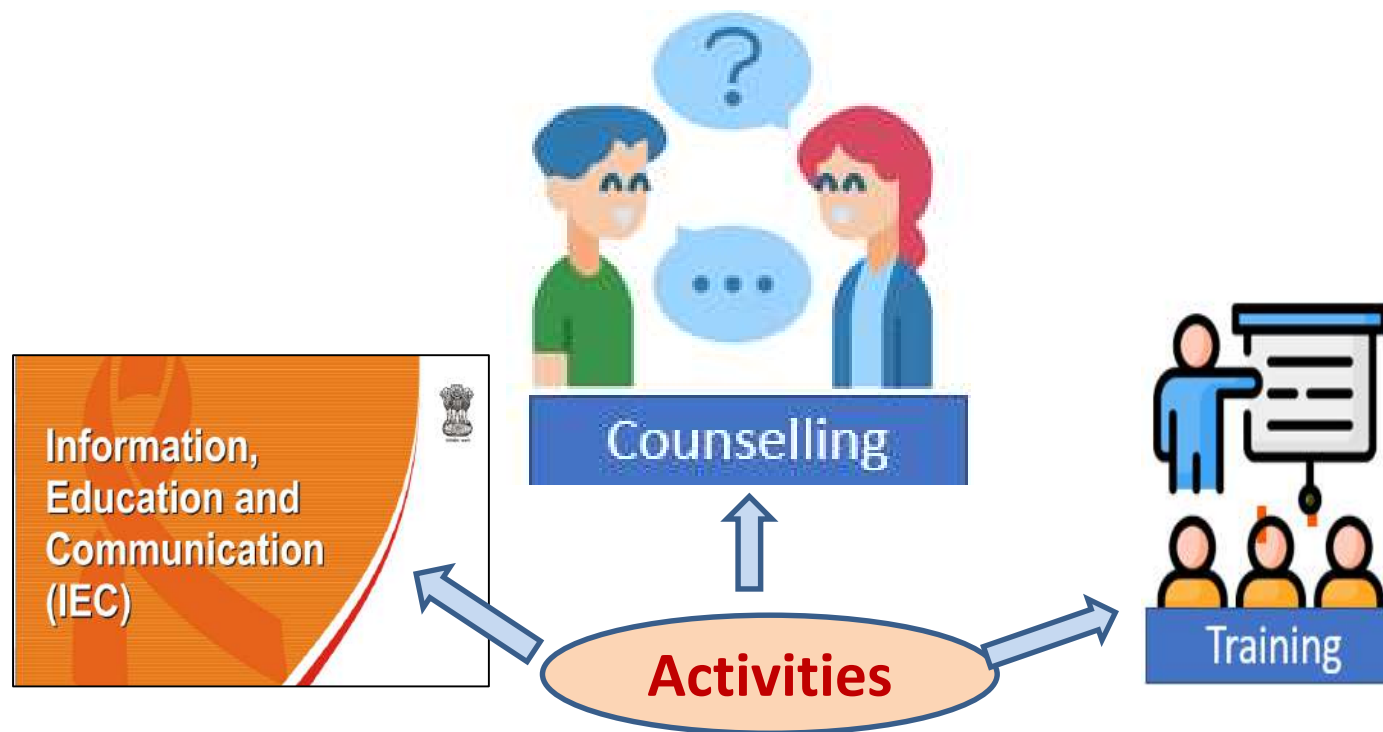 ?
Counselling
Information,
Education and
Communication
(IEC)
Training
Activities